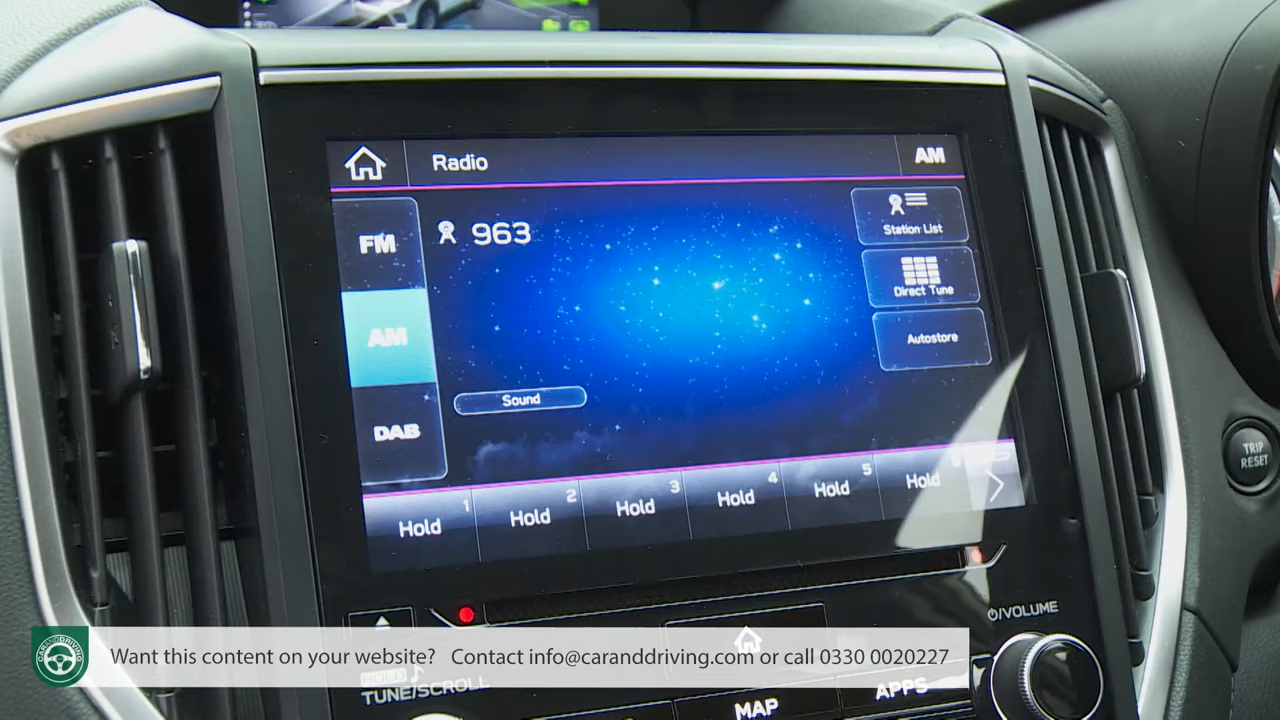 Radio
AM
FM
963
Station List
Direct Tune
AM
Autostore
Sound
DAB
1
2
3
4
5
Hold
Hold
Hold
Hold
Hold
Hold
TRIP
RESET
/VOLUME
CARANDDRIVING
Want this content on your website? Contact info@caranddriving.com or call 0330 0020227
HOLD
TUNE/SCROLL
MAP
APPS